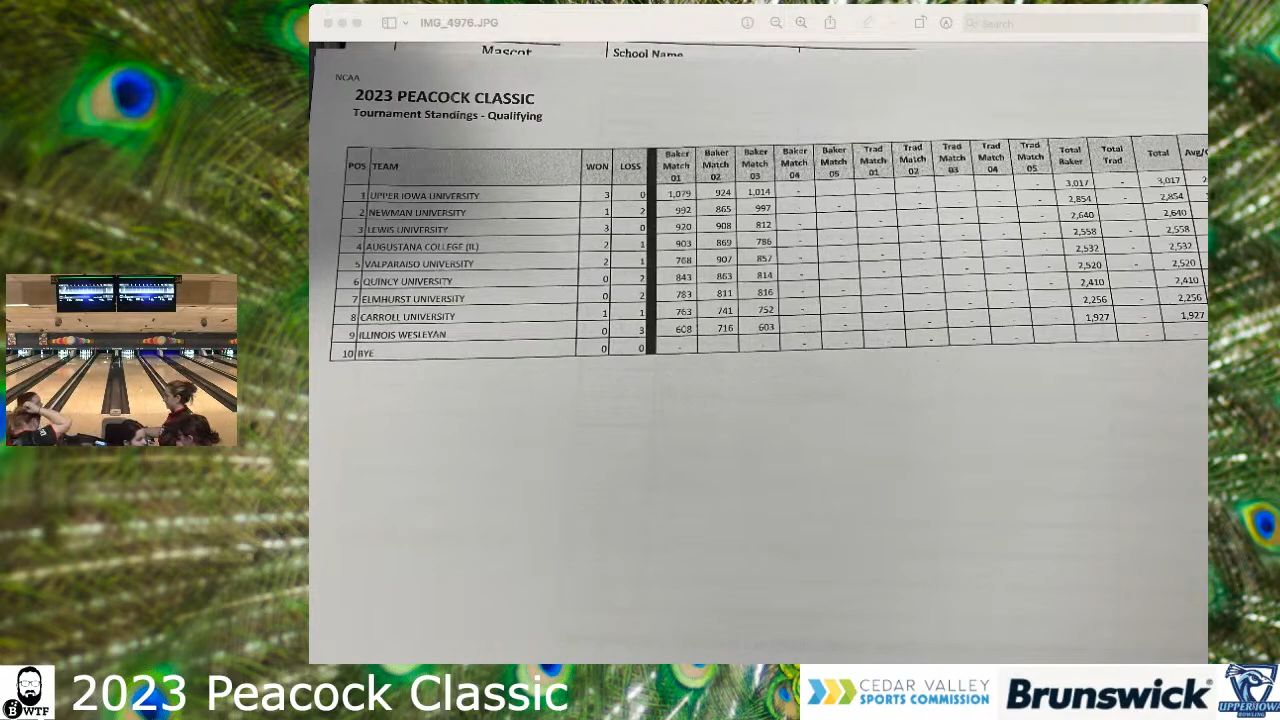 IMG_4976.JPG
Search
Mascot School Name
NCAA
2023 PEACOCK CLASSIC
Tournament Standings - Qualifying
POS TEAM WON LOSS Baker Match 01 Baker Match 02 Baker Match 03 Baker Match 04 Baker Match 05 Trad Match 01 Trad Match 02 Trad Match 03 Trad Match 04 Trad Match 05 Total Baker Total Trad Total Avg/
1 UPPER IOWA UNIVERSITY 3 0 1,079 924 1,014 - - - - - - - 3,017 - 3,017
2 NEWMAN UNIVERSITY 1 2 992 865 997 - - - - - - - 2,854 - 2,854
3 LEWIS UNIVERSITY 3 0 920 908 812 - - - - - - - 2,640 - 2,640
4 AUGUSTANA COLLEGE (IL) 2 1 903 869 786 - - - - - - - 2,558 - 2,558
5 VALPARAISO UNIVERSITY 2 1 768 907 857 - - - - - - - 2,532 - 2,532
6 QUINCY UNIVERSITY 0 2 843 863 814 - - - - - - - 2,520 - 2,520
7 ELMHURST UNIVERSITY 0 2 783 811 816 - - - - - - - 2,410 - 2,410
8 CARROLL UNIVERSITY 1 1 763 741 752 - - - - - - - 2,256 - 2,256
9 ILLINOIS WESLEYAN 0 3 608 716 603 - - - - - - - 1,927 - 1,927
10 BYE 0 0 - - - - - - - - - - - - -
BWTF
2023 Peacock Classic
CEDAR VALLEY
SPORTS COMMISSION
Brunswick
UPPER IOWA
BOWLING